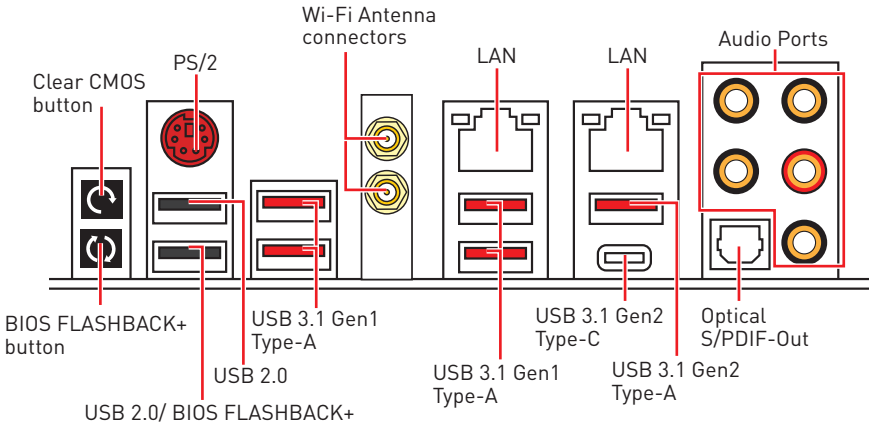 Wi-Fi Antenna
connectors
Clear CMOS
button
PS/2
LAN
LAN
Audio Ports
BIOS FLASHBACK+
button
USB 2.0/ BIOS FLASHBACK+
USB 2.0
USB 3.1 Gen1
Type-A
USB 3.1 Gen1
Type-A
USB 3.1 Gen2
Type-C
USB 3.1 Gen2
Type-A
Optical
S/PDIF-Out